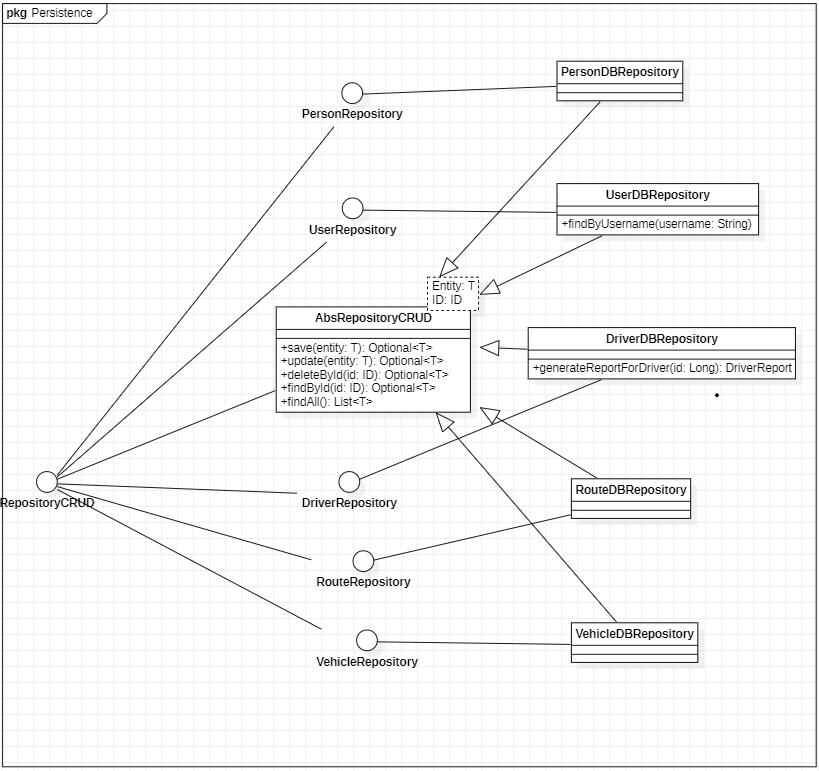 pkg Persistence
PersonDBRepository
PersonRepository
UserDBRepository
+findByUsername(username: String)
UserRepository
Entity: T
ID: ID
AbsRepositoryCRUD
+save(entity: T): Optional<T>
+update(entity: T): Optional<T>
+deleteById(id: ID): Optional<T>
+findById(id: ID): Optional<T>
+findAll(): List<T>
DriverDBRepository
+generateReportForDriver(id: Long): DriverReport
RepositoryCRUD
DriverRepository
RouteDBRepository
RouteRepository
VehicleDBRepository
VehicleRepository